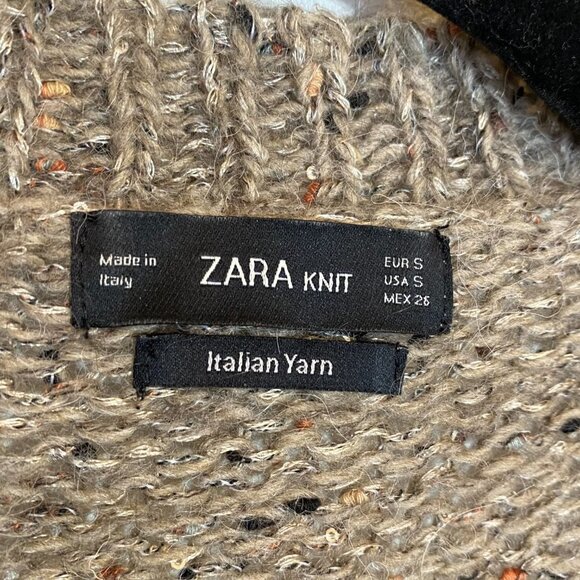 Made in
Italy
ZARA KNIT
EUR S
USA S
MEX 26
Italian Yarn